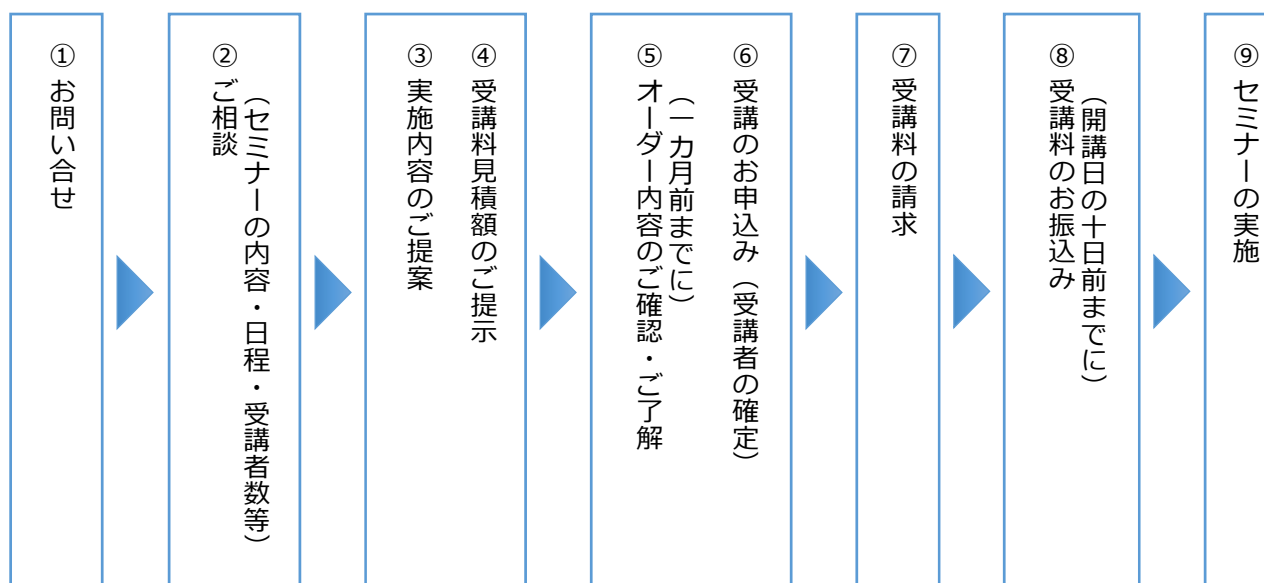 ① お問い合せ
② ご相談
（セミナーの内容・日程・受講者数等）
③ 実施内容のご提案
④ 受講料見積額のご提示
⑤ オーダー内容のご確認・ご了解
（一カ月前までに）
⑥ 受講のお申込み（受講者の確定）
⑦ 受講料の請求
⑧ 受講料のお振込み
（開講日の十日前までに）
⑨ セミナーの実施